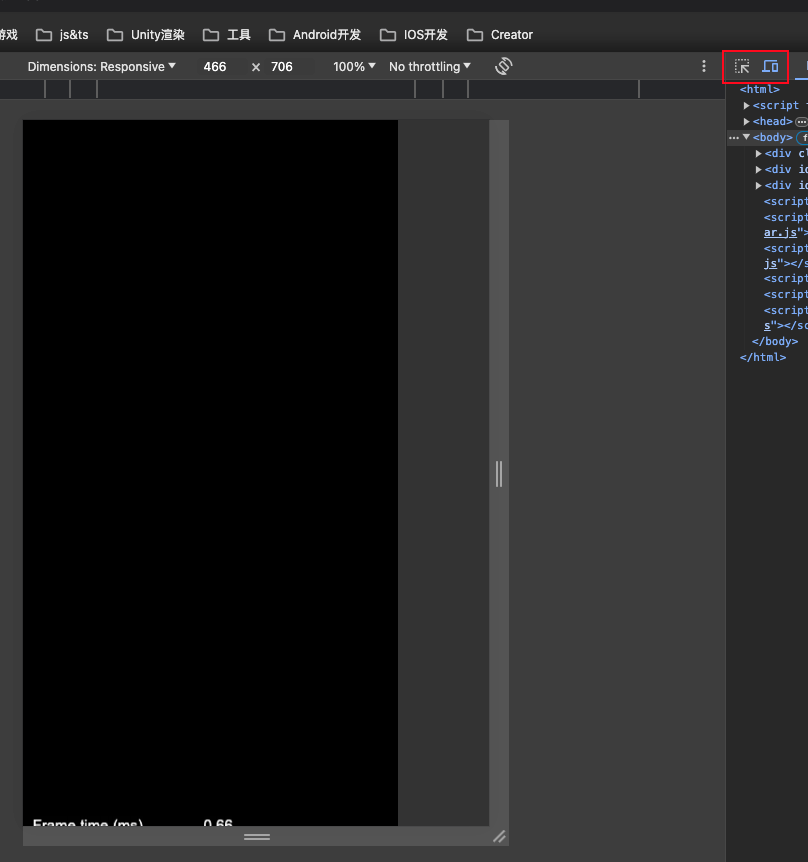 js&ts Unity渲染 工具 Android开发 IOS开发 Creator
Dimensions: Responsive 466 × 706 100% No throttling
<html>
<script
<head>
<body>
<div cl
<div id
<div id
<script
<script
ar.js">
<script
js"></s
<script
<script
<script
s"></sc
</body>
</html>
Frame time (ms) 0.66